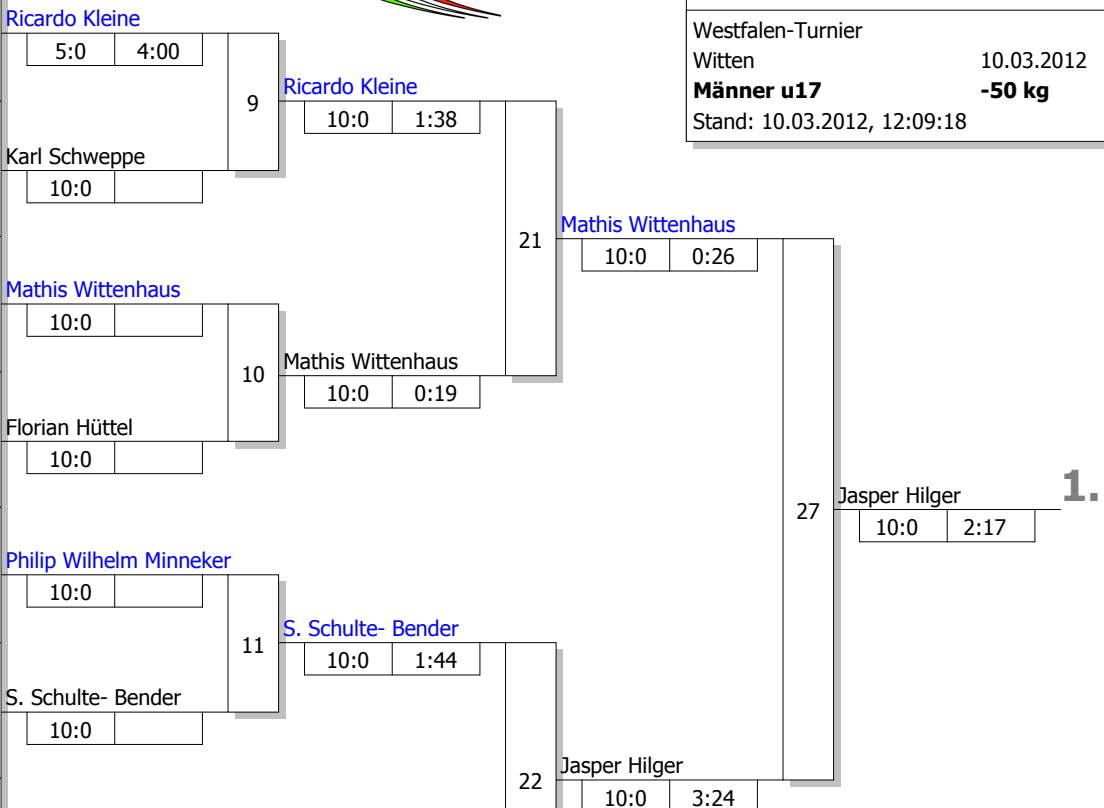 Westfalen-Turnier
Witten 10.03.2012
Männer u17 -50 kg
Stand: 10.03.2012, 12:09:18
Ricardo Kleine
5:0 4:00
9
Karl Schweppe
10:0
Ricardo Kleine
10:0 1:38
21
Mathis Wittenhaus
10:0 0:26
Mathis Wittenhaus
10:0
10
Mathis Wittenhaus
10:0 0:19
Florian Hüttel
10:0
27
Jasper Hilger
10:0 2:17
1.
Philip Wilhelm Minneker
10:0
11
S. Schulte- Bender
10:0 1:44
S. Schulte- Bender
10:0
22
Jasper Hilger
10:0 3:24